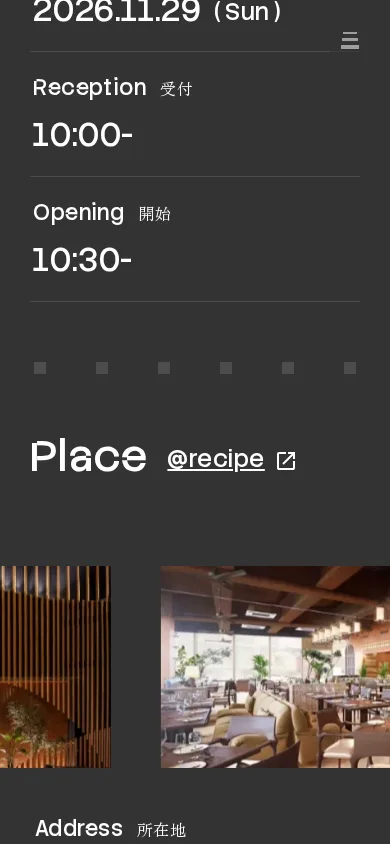 2026.11.29 (Sun)
Reception 受付
10:00-
Opening 開始
10:30-
Place @recipe
Address 所在地